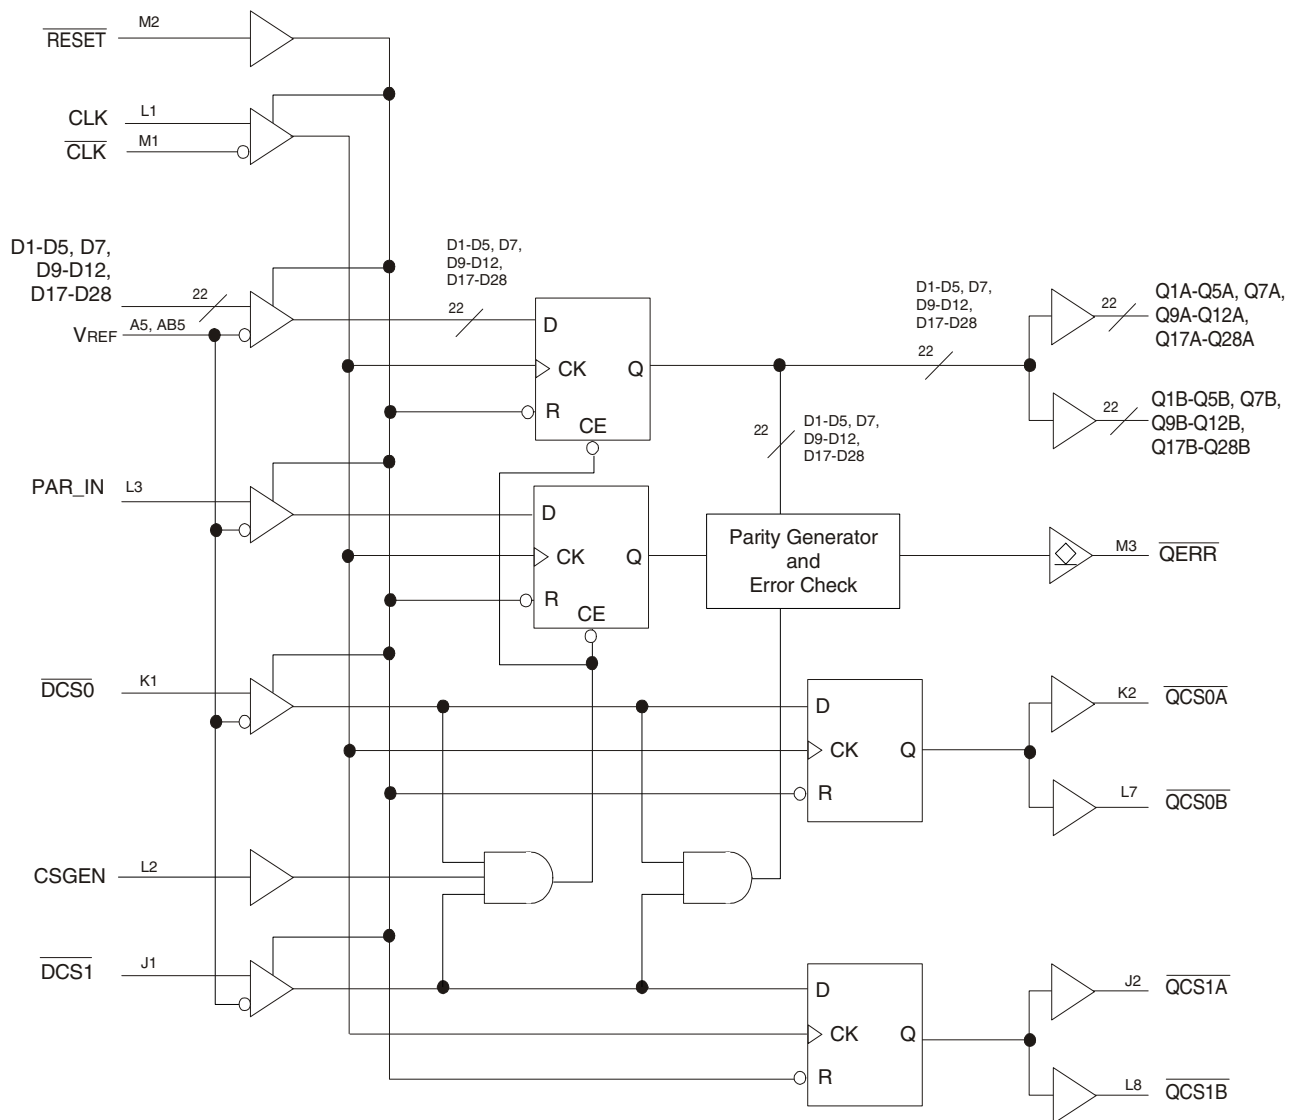 RESET
M2
CLK
L1
CLK
M1
D1-D5, D7,
D9-D12,
D17-D28
22
VREF
A5, AB5
D1-D5, D7,
D9-D12,
D17-D28
22
D
CK
Q
R
CE
D1-D5, D7,
D9-D12,
D17-D28
22
22
Q1A-Q5A, Q7A,
Q9A-Q12A,
Q17A-Q28A
22
Q1B-Q5B, Q7B,
Q9B-Q12B,
Q17B-Q28B
22
D1-D5, D7,
D9-D12,
D17-D28
PAR_IN
L3
D
CK
Q
R
CE
Parity Generator
and
Error Check
M3
QERR
DCS0
K1
D
CK
Q
R
K2
QCS0A
L7
QCS0B
CSGEN
L2
DCS1
J1
D
CK
Q
R
J2
QCS1A
L8
QCS1B